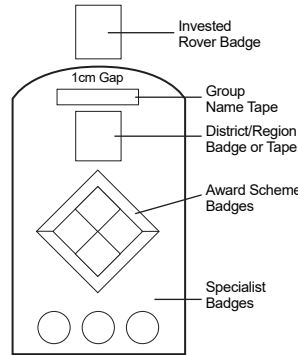 Invested
Rover Badge
1cm Gap
Group
Name Tape
District/Region
Badge or Tape
Award Scheme
Badges
Specialist
Badges